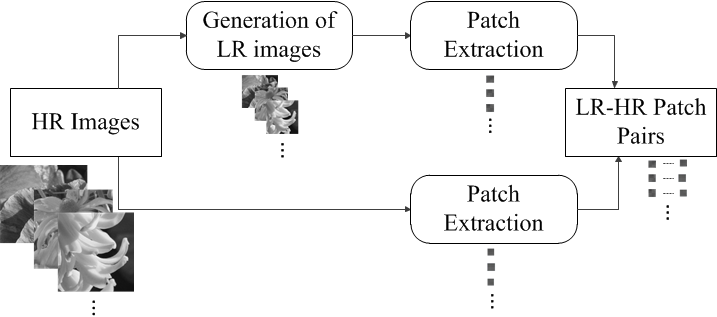 Generation of
LR images
Patch
Extraction
HR Images
LR-HR Patch
Pairs
Patch
Extraction